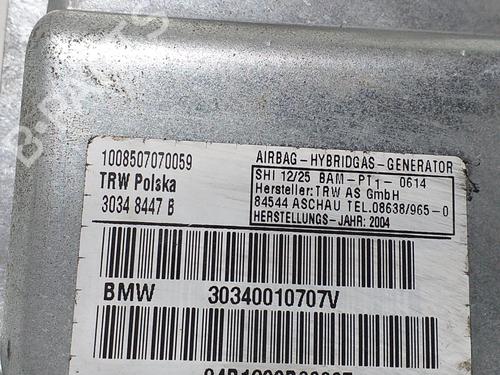 1008507070059
TRW Polska
3034 8447 B
AIRBAG-HYBRIDGAS-GENERATOR
SHI 12/25 BAM-PT1-0614
Hersteller: TRW AS GmbH
84544 ASCHAU TEL.08638/965-0
HERSTELLUNGS-JAHR: 2004
BMW 30340010707V